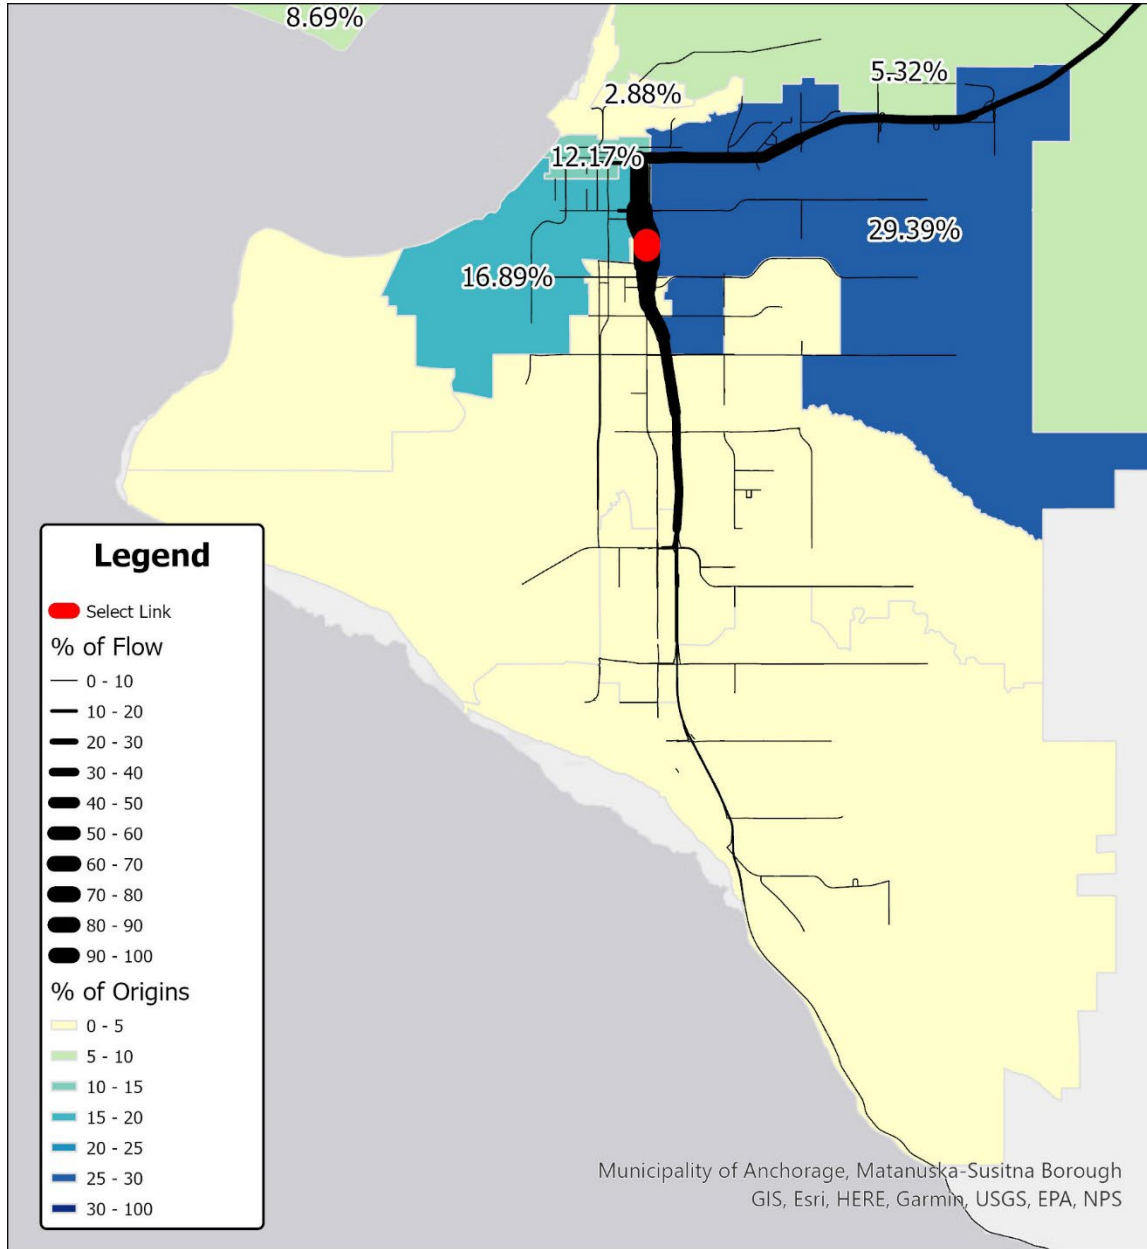 8.69%
5.32%
2.88%
12.17%
29.39%
16.89%
Legend
Select Link
% of Flow
0 - 10
10 - 20
20 - 30
30 - 40
40 - 50
50 - 60
60 - 70
70 - 80
80 - 90
90 - 100
% of Origins
0 - 5
5 - 10
10 - 15
15 - 20
20 - 25
25 - 30
30 - 100
Municipality of Anchorage, Matanuska-Susitna Borough
GIS, Esri, HERE, Garmin, USGS, EPA, NPS